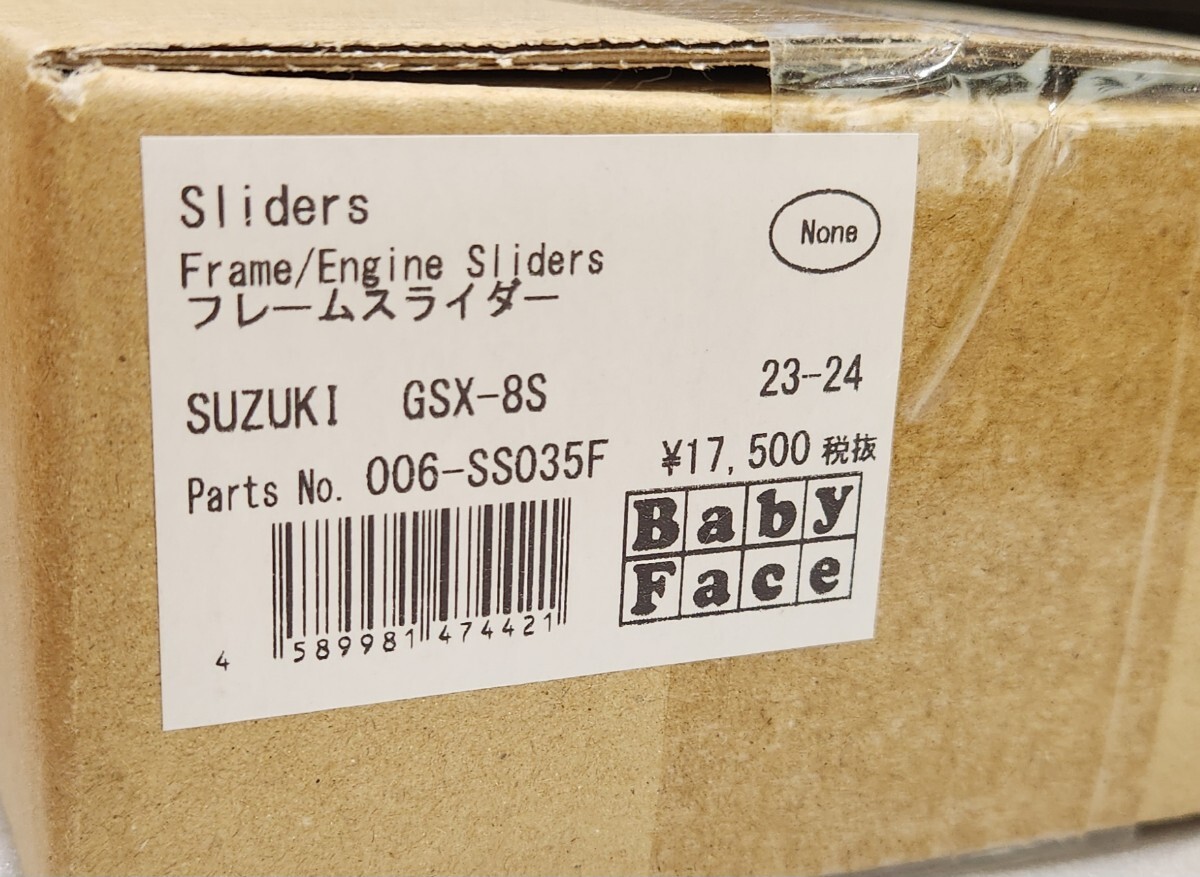 Sliders
None
Frame/Engine Sliders
フレームスライダー
SUZUKI GSX-8S 23-24
Parts No. 006-SS035F ¥17,500 税抜
Baby
Face
4 589981 474421